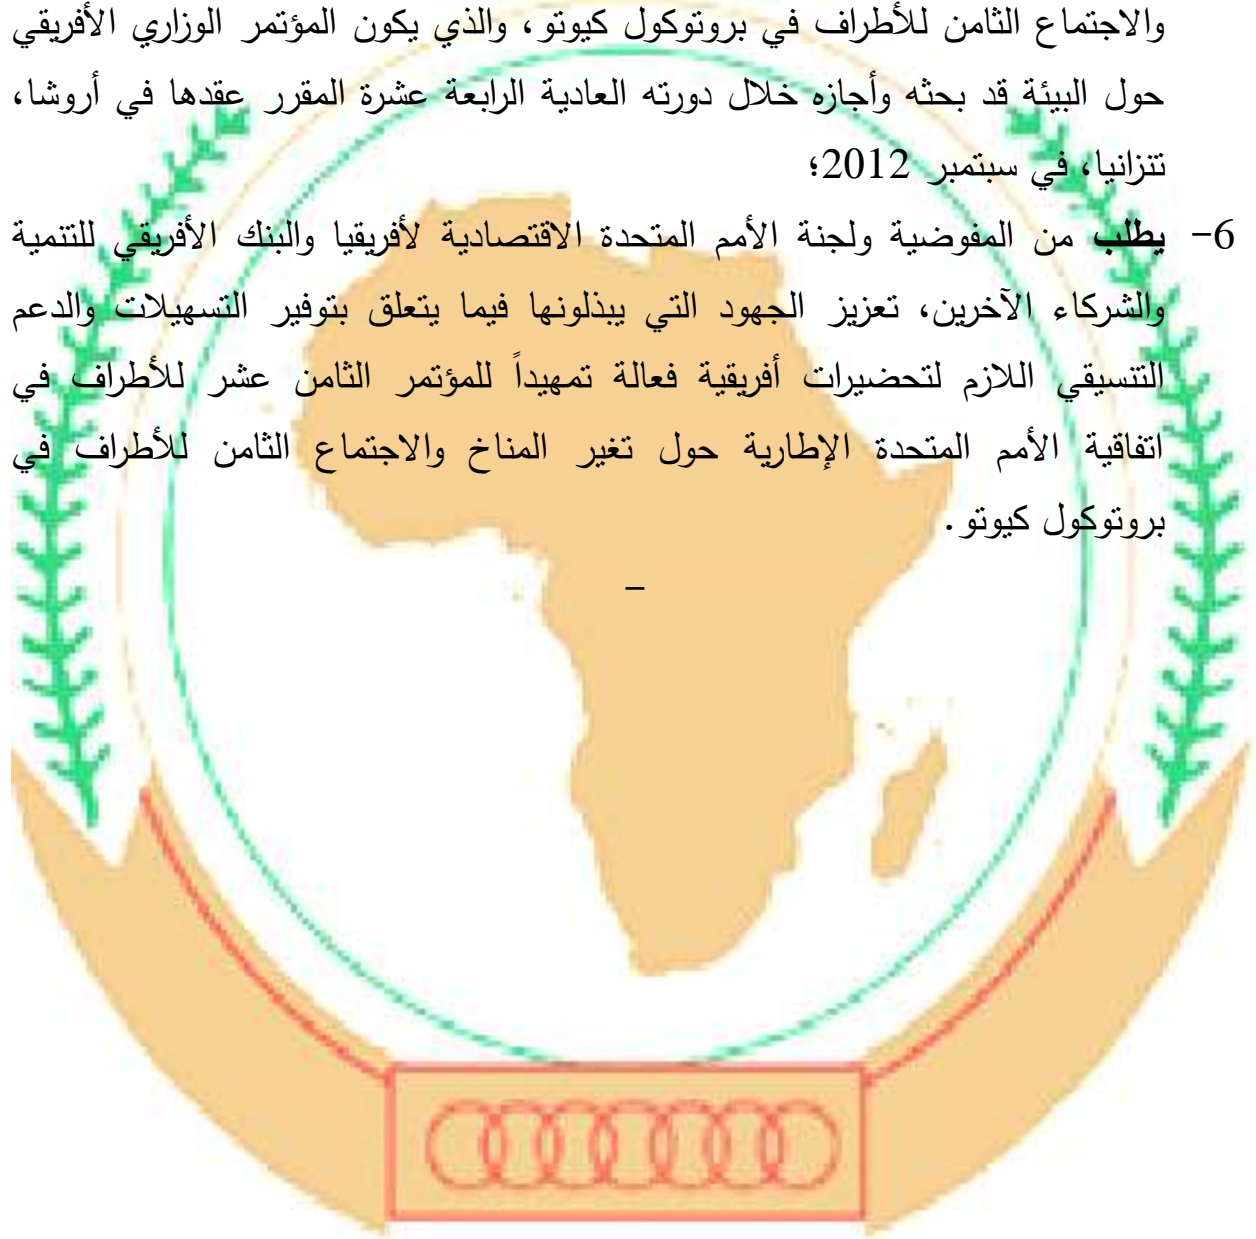 والاجتماع الثامن للأطراف في بروتوكول كيوتو، والذي يكون المؤتمر الوزاري الأفريقي
حول البيئة قد بحثه وأجازه خلال دورته العادية الرابعة عشرة المقرر عقدها في أروشا،
تنزانيا، في سبتمبر 2012؛
6- يطلب من المفوضية ولجنة الأمم المتحدة الاقتصادية لأفريقيا والبنك الأفريقي للتنمية
والشركاء الآخرين، تعزيز الجهود التي يبذلونها فيما يتعلق بتوفير التسهيلات والدعم
التنسيقي اللازم لتحضيرات أفريقية فعالة تمهيداً للمؤتمر الثامن عشر للأطراف في
اتفاقية الأمم المتحدة الإطارية حول تغير المناخ والاجتماع الثامن للأطراف في
بروتوكول كيوتو.
–